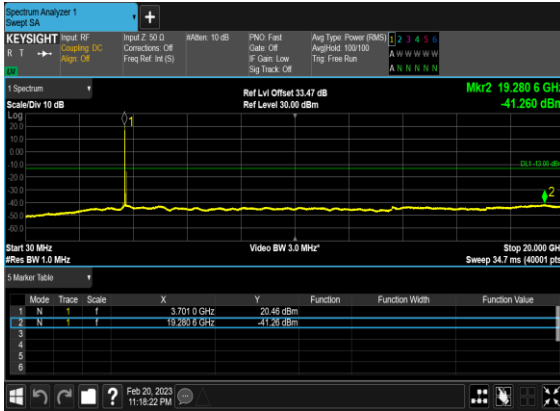 Spectrum Analyzer 1
Swept SA
+
KEYSIGHT Input: RF Input Z: 50 Ω #Atten: 10 dB PNO: Fast Avg Type: Power (RMS) 1 2 3 4 5 6
R T Coupling: DC Corrections: Off Gate: Off Avg|Hold: 100/100 A W W W W W
Align: Off Freq Ref: Int (S) IF Gain: Low Trig: Free Run
Sig Track: Off A N N N N N
1 Spectrum Ref Lvl Offset 33.47 dB Mkr2 19.280 6 GHz
Scale/Div 10 dB Ref Level 30.00 dBm -41.260 dBm
Log
20.0
10.0
0.00
-10.0
-20.0
-30.0
-40.0
-50.0
-60.0
1
DL1 -13.00 dBm
2
Start 30 MHz Video BW 3.0 MHz* Stop 20.000 GHz
#Res BW 1.0 MHz Sweep 34.7 ms (40001 pts)
5 Marker Table
Mode Trace Scale X Y Function Function Width Function Value
1 N 1 f 3.701 0 GHz 20.46 dBm
2 N 1 f 19.280 6 GHz -41.26 dBm
3
4
5
6
? Feb 20, 2023
11:18:22 PM